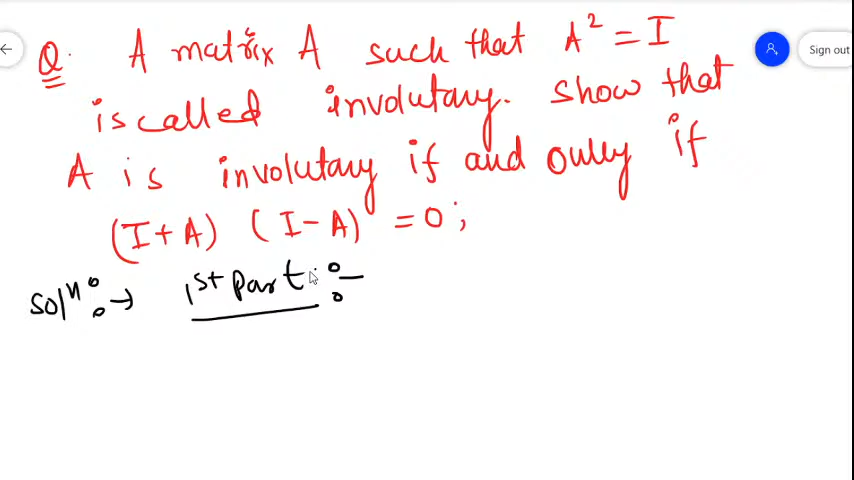 Q: A matrix A such that A² = I
Sign out
is called involutary. show that
A is involutary if and only if
(I+A) (I-A) = 0;
Solⁿ: → 1st part :-